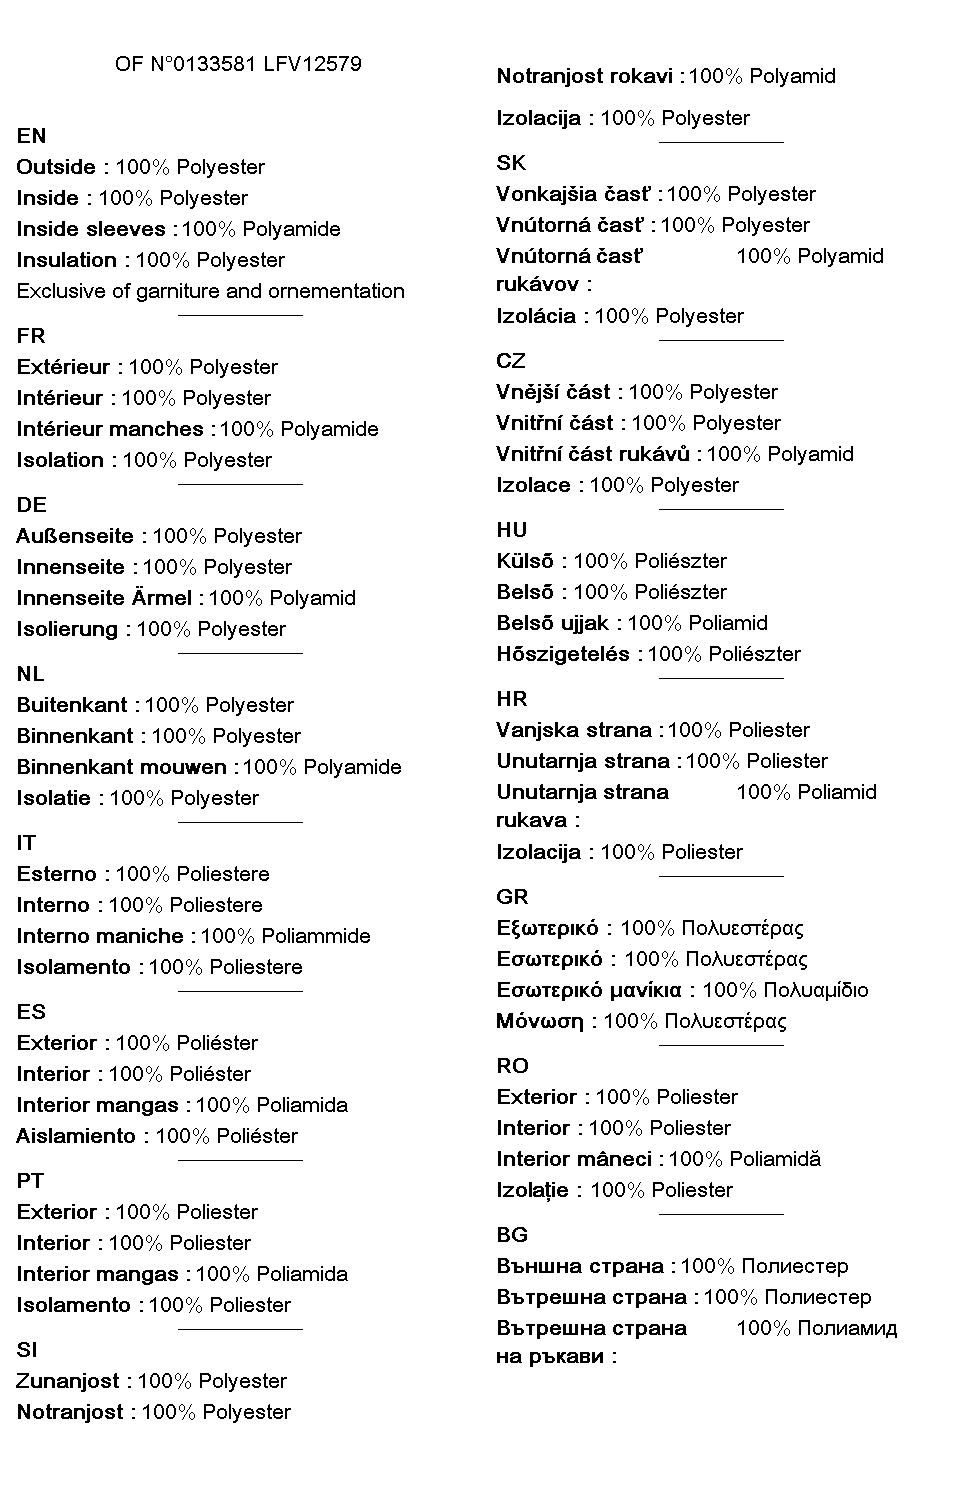 OF N°0133581 LFV12579
EN
Outside : 100% Polyester
Inside : 100% Polyester
Inside sleeves : 100% Polyamide
Insulation : 100% Polyester
Exclusive of garniture and ornementation
FR
Extérieur : 100% Polyester
Intérieur : 100% Polyester
Intérieur manches : 100% Polyamide
Isolation : 100% Polyester
DE
Außenseite : 100% Polyester
Innenseite : 100% Polyester
Innenseite Ärmel : 100% Polyamid
Isolierung : 100% Polyester
NL
Buitenkant : 100% Polyester
Binnenkant : 100% Polyester
Binnenkant mouwen : 100% Polyamide
Isolatie : 100% Polyester
IT
Esterno : 100% Poliestere
Interno : 100% Poliestere
Interno maniche : 100% Poliammide
Isolamento : 100% Poliestere
ES
Exterior : 100% Poliéster
Interior : 100% Poliéster
Interior mangas : 100% Poliamida
Aislamiento : 100% Poliéster
PT
Exterior : 100% Poliester
Interior : 100% Poliester
Interior mangas : 100% Poliamida
Isolamento : 100% Poliester
SI
Zunanjost : 100% Polyester
Notranjost : 100% Polyester
Notranjost rokavi : 100% Polyamid
Izolacija : 100% Polyester
SK
Vonkajšia časť : 100% Polyester
Vnútorná časť : 100% Polyester
Vnútorná časť 100% Polyamid
rukávov :
Izolácia : 100% Polyester
CZ
Vnější část : 100% Polyester
Vnitřní část : 100% Polyester
Vnitřní část rukávů : 100% Polyamid
Izolace : 100% Polyester
HU
Külsõ : 100% Poliészter
Belsõ : 100% Poliészter
Belsõ ujjak : 100% Poliamid
Hõszigetelés : 100% Poliészter
HR
Vanjska strana : 100% Poliester
Unutarnja strana : 100% Poliester
Unutarnja strana 100% Poliamid
rukava :
Izolacija : 100% Poliester
GR
Εξωτερικό : 100% Πολυεστέρας
Εσωτερικό : 100% Πολυεστέρας
Εσωτερικό μανίκια : 100% Πολυαμίδιο
Μόνωση : 100% Πολυεστέρας
RO
Exterior : 100% Poliester
Interior : 100% Poliester
Interior mâneci : 100% Poliamidă
Izolație : 100% Poliester
BG
Външна страна : 100% Полиестер
Вътрешна страна : 100% Полиестер
Вътрешна страна 100% Полиамид
на ръкави :